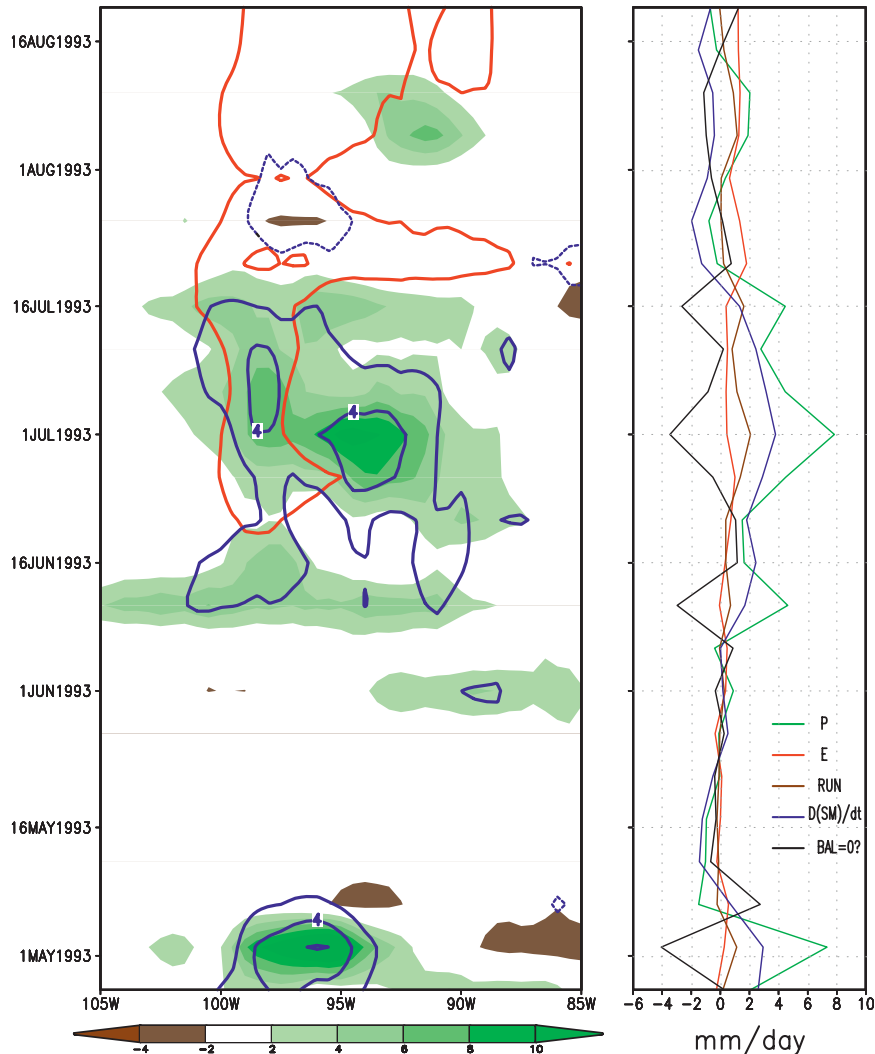 16AUG1993
1AUG1993
16JUL1993
1JUL1993
16JUN1993
1JUN1993
16MAY1993
1MAY1993
4
4
4
105W 100W 95W 90W 85W
-4 -2 2 4 6 8 10
P
E
RUN
D(SM)/dt
BAL=0?
-6 -4 -2 0 2 4 6 8 10
mm/day